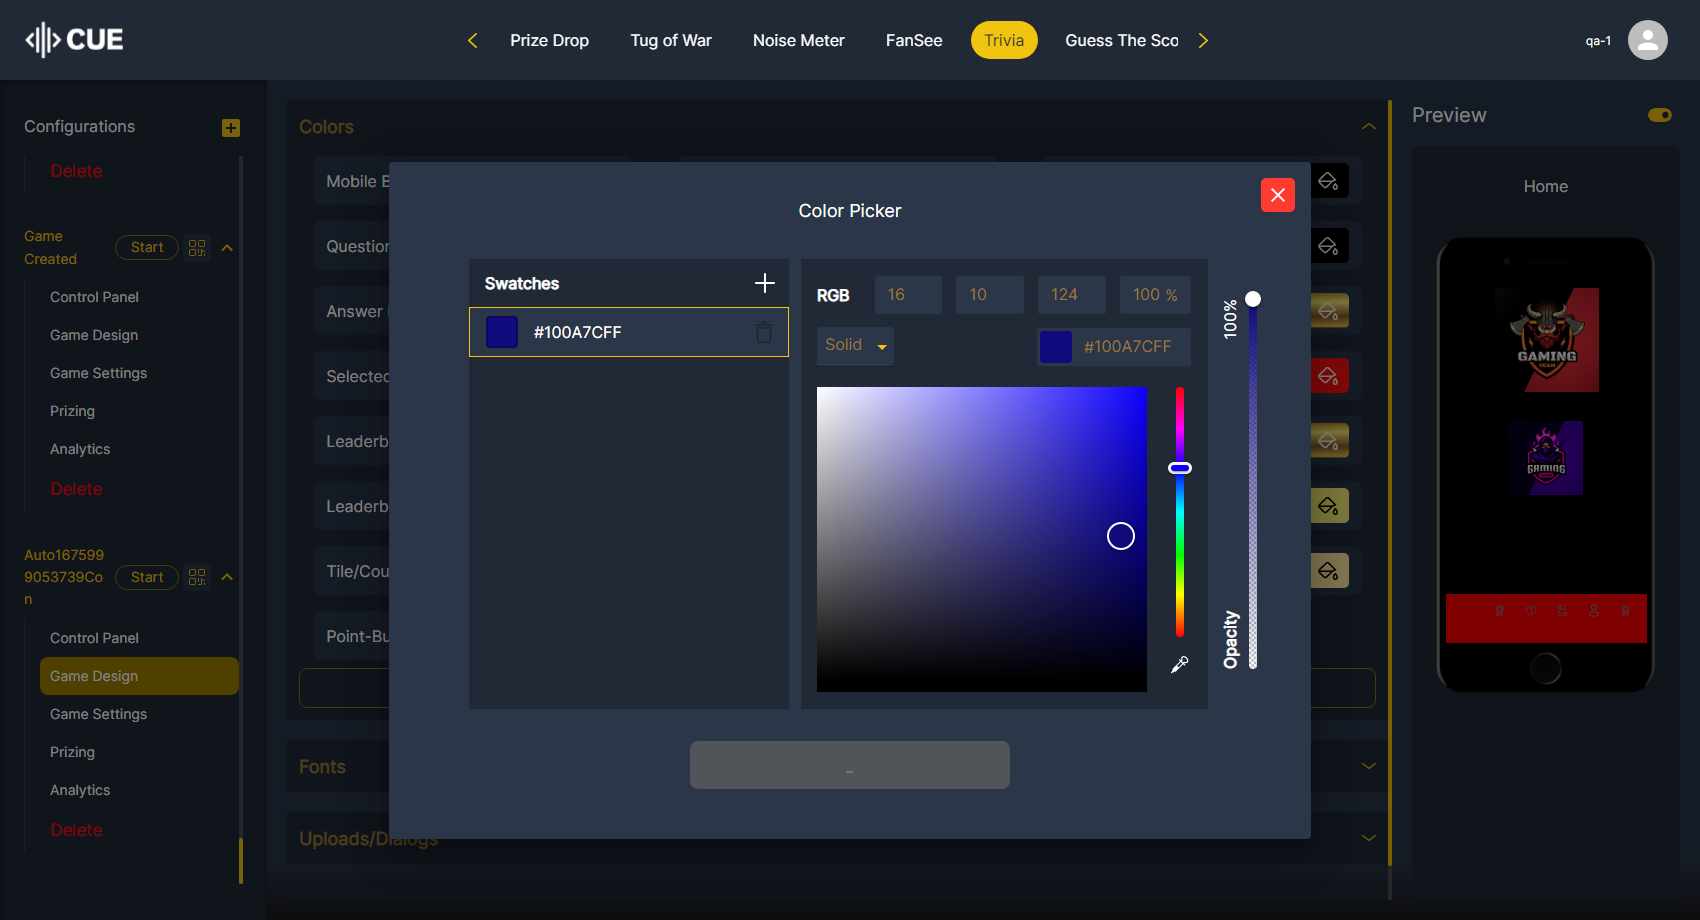 CUE
Prize Drop
Tug of War
Noise Meter
FanSee
Trivia
Guess The Sco
qa-1
Configurations
Delete
Game
Created
Start
Control Panel
Game Design
Game Settings
Prizing
Analytics
Delete
Auto167599
9053739Co
n
Start
Control Panel
Game Design
Game Settings
Prizing
Analytics
Delete
Colors
Mobile B
Question
Answer
Selected
Leaderb
Leaderb
Tile/Cou
Point-Bu
Fonts
Uploads/Dialogs
Color Picker
Swatches
#100A7CFF
RGB
16
10
124
100 %
Solid
#100A7CFF
100%
Opacity
Preview
Home
GAMING
TEAM
GAMING